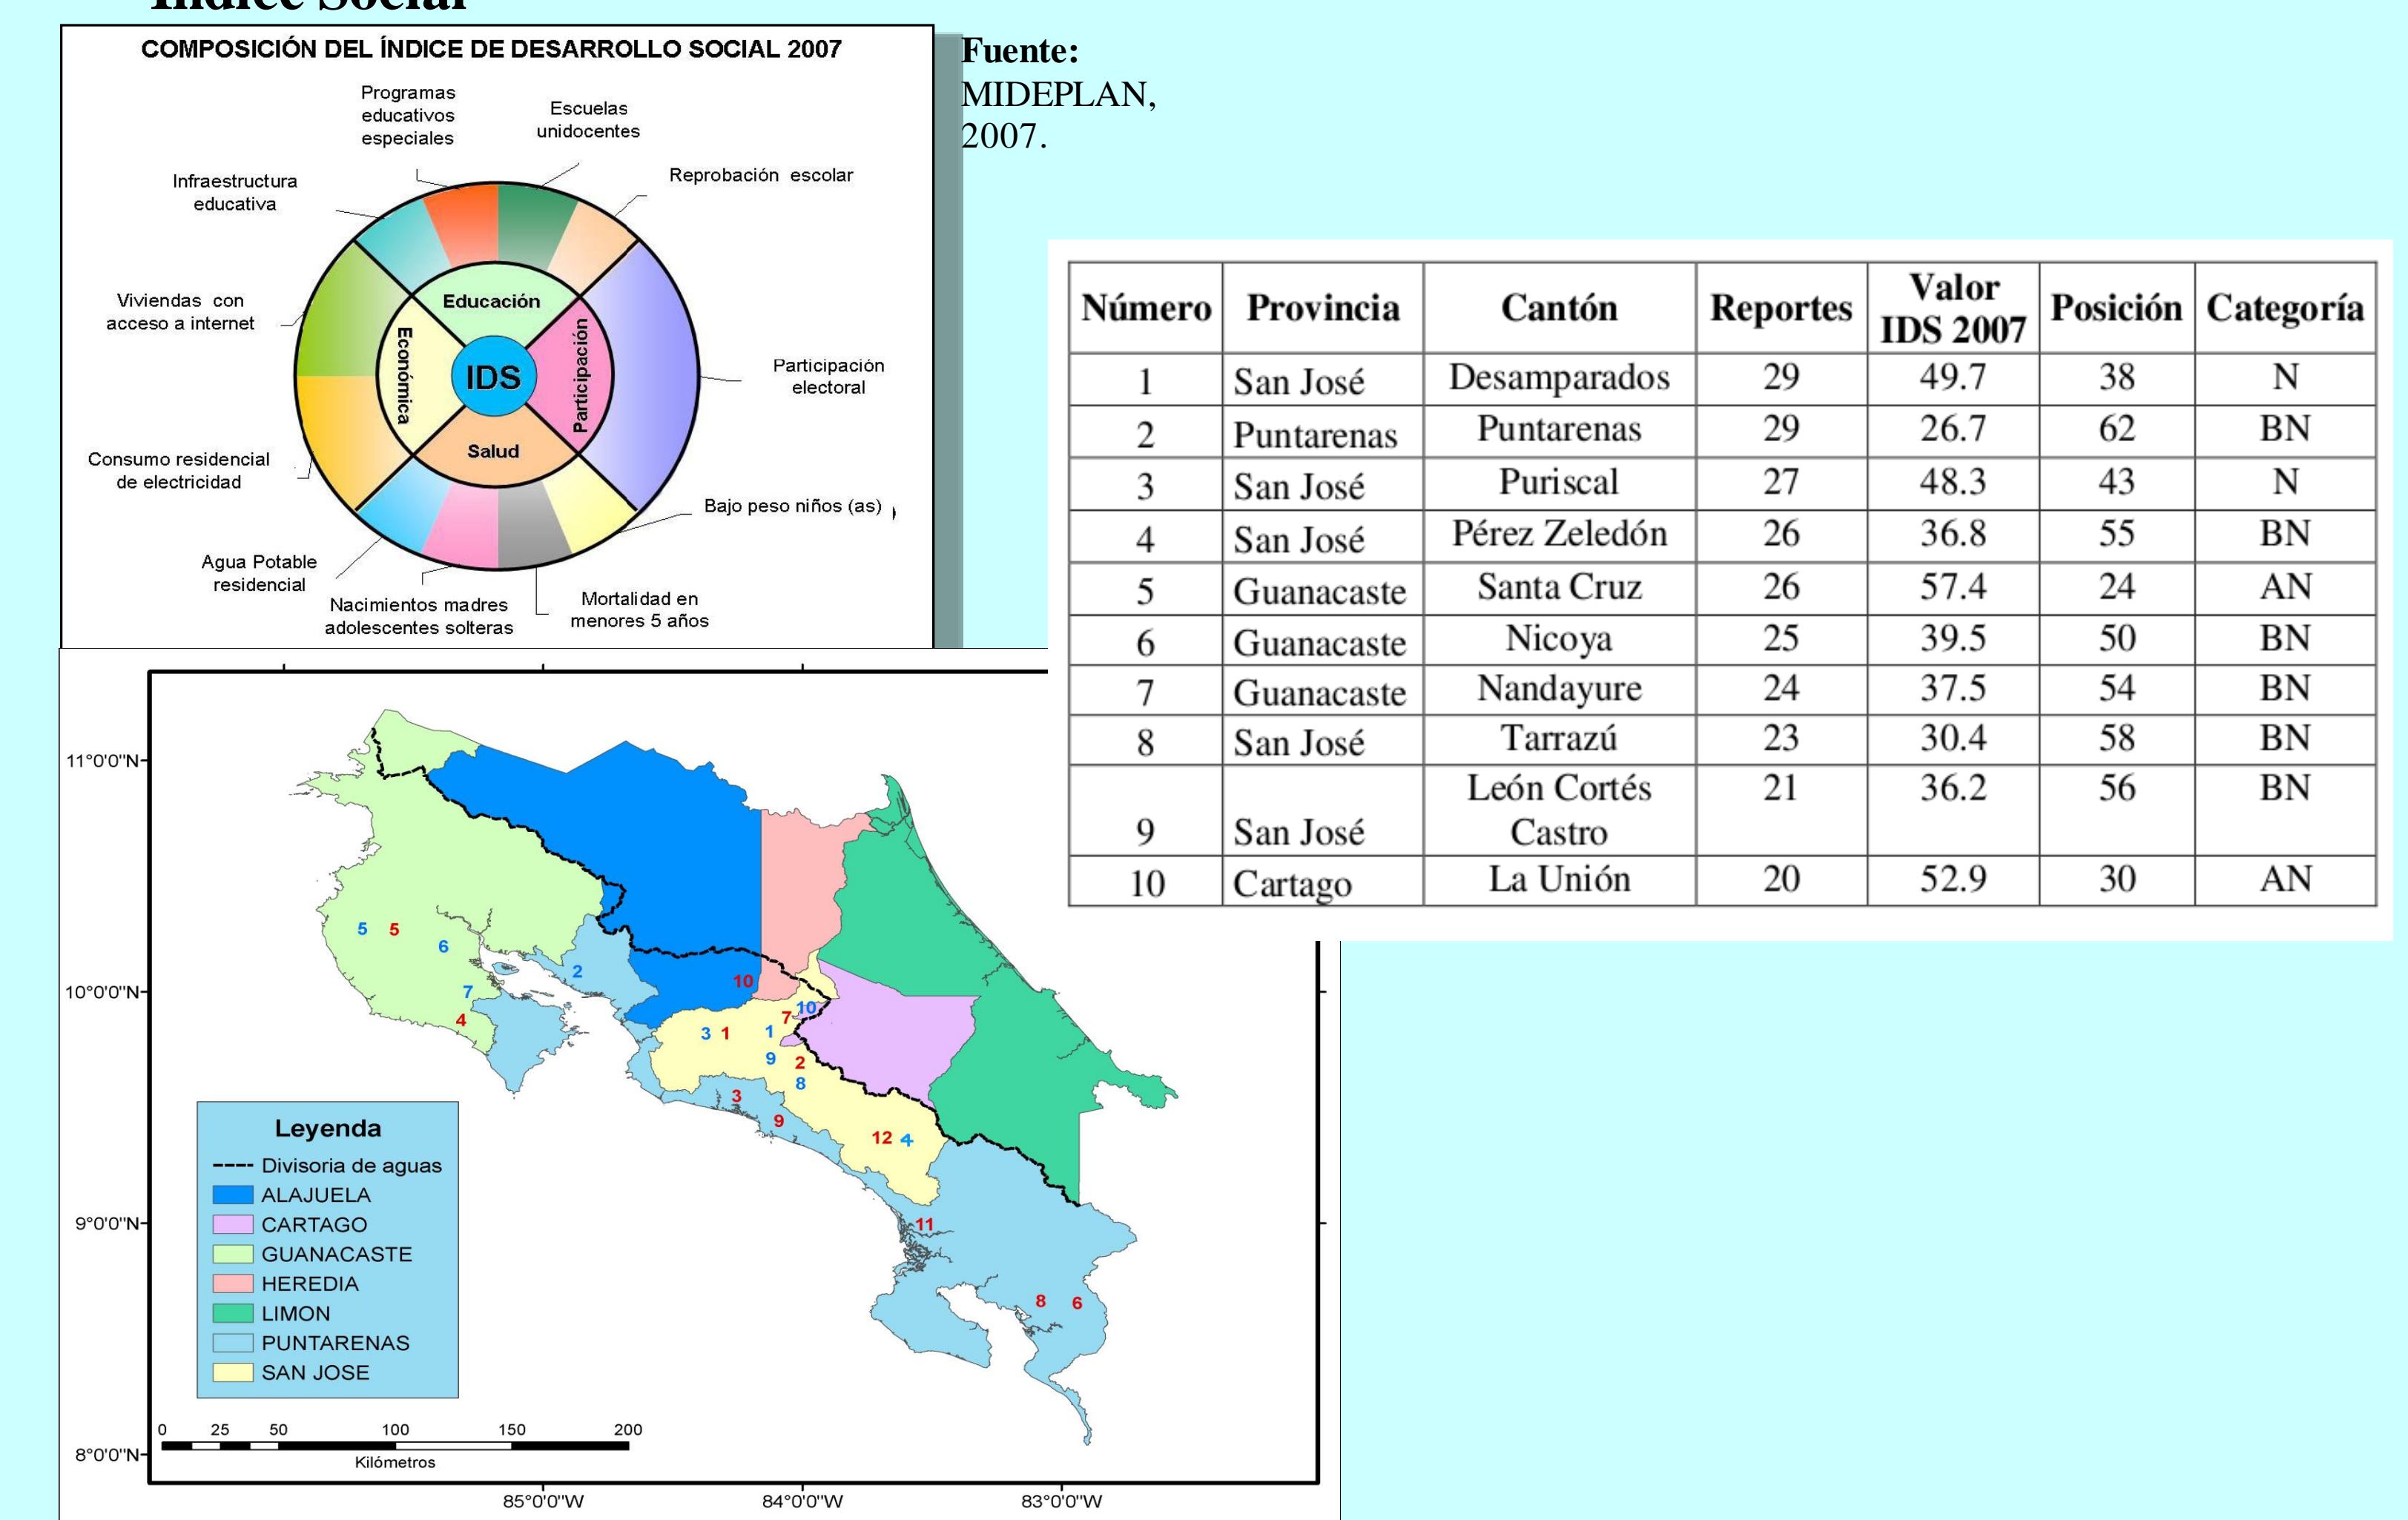 Índice Social
COMPOSICIÓN DEL ÍNDICE DE DESARROLLO SOCIAL 2007
Programas
educativos
especiales
Escuelas
unidocentes
Reprobación escolar
Infraestructura
educativa
Viviendas con
acceso a internet
Educación
Económica
IDS
Participación
Salud
Participación
electoral
Consumo residencial
de electricidad
Bajo peso niños (as)
Agua Potable
residencial
Nacimientos madres
adolescentes solteras
Mortalidad en
menores 5 años
Fuente:
MIDEPLAN,
2007.
Número Provincia Cantón Reportes Valor IDS 2007 Posición Categoría
1 San José Desamparados 29 49.7 38 N
2 Puntarenas Puntarenas 29 26.7 62 BN
3 San José Puriscal 27 48.3 43 N
4 San José Pérez Zeledón 26 36.8 55 BN
5 Guanacaste Santa Cruz 26 57.4 24 AN
6 Guanacaste Nicoya 25 39.5 50 BN
7 Guanacaste Nandayure 24 37.5 54 BN
8 San José Tarrazú 23 30.4 58 BN
9 San José León Cortés Castro 21 36.2 56 BN
10 Cartago La Unión 20 52.9 30 AN
11°0'0"N
10°0'0"N
9°0'0"N
8°0'0"N
5 5
6
2
7
4
10
10
7
3 1
1
9
2
8
3
9
12 4
11
8 6
Leyenda
Divisoria de aguas
ALAJUELA
CARTAGO
GUANACASTE
HEREDIA
LIMON
PUNTARENAS
SAN JOSE
0 25 50 100 150 200
Kilómetros
85°0'0"W 84°0'0"W 83°0'0"W